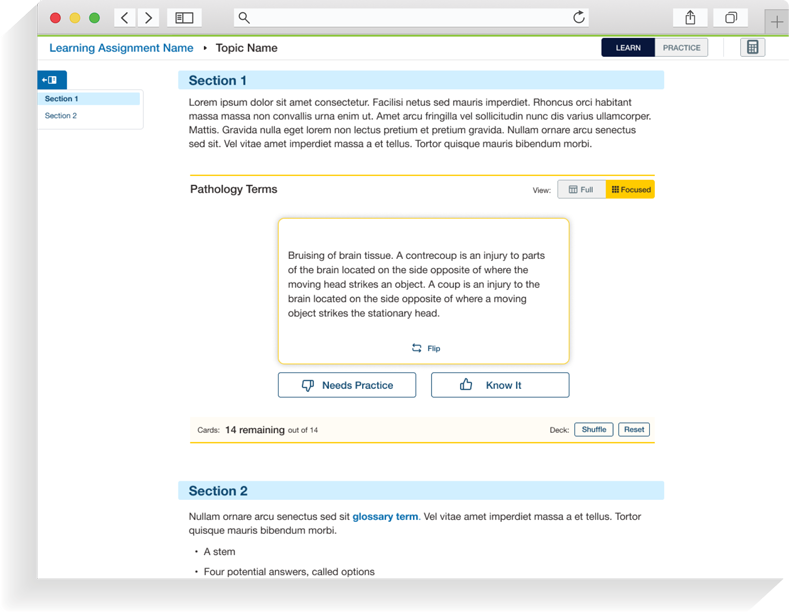 Learning Assignment Name ‣ Topic Name
LEARN PRACTICE
Section 1
Section 2
Section 1
Lorem ipsum dolor sit amet consectetur. Facilisi netus sed mauris imperdiet. Rhoncus orci habitant
massa massa non convallis urna enim ut. Amet arcu fringilla vel sollicitudin nunc dis varius ullamcorper.
Mattis. Gravida nulla eget lorem non lectus pretium et pretium gravida. Nullam ornare arcu senectus
sed sit. Vel vitae amet imperdiet massa a et tellus. Tortor quisque mauris bibendum morbi.
Pathology Terms
View: Full Focused
Bruising of brain tissue. A contrecoup is an injury to parts
of the brain located on the side opposite of where the
moving head strikes an object. A coup is an injury to the
brain located on the side opposite of where a moving
object strikes the stationary head.
Flip
Needs Practice
Know It
Cards: 14 remaining out of 14
Deck: Shuffle Reset
Section 2
Nullam ornare arcu senectus sed sit glossary term. Vel vitae amet imperdiet massa a et tellus. Tortor
quisque mauris bibendum morbi.
• A stem
• Four potential answers, called options